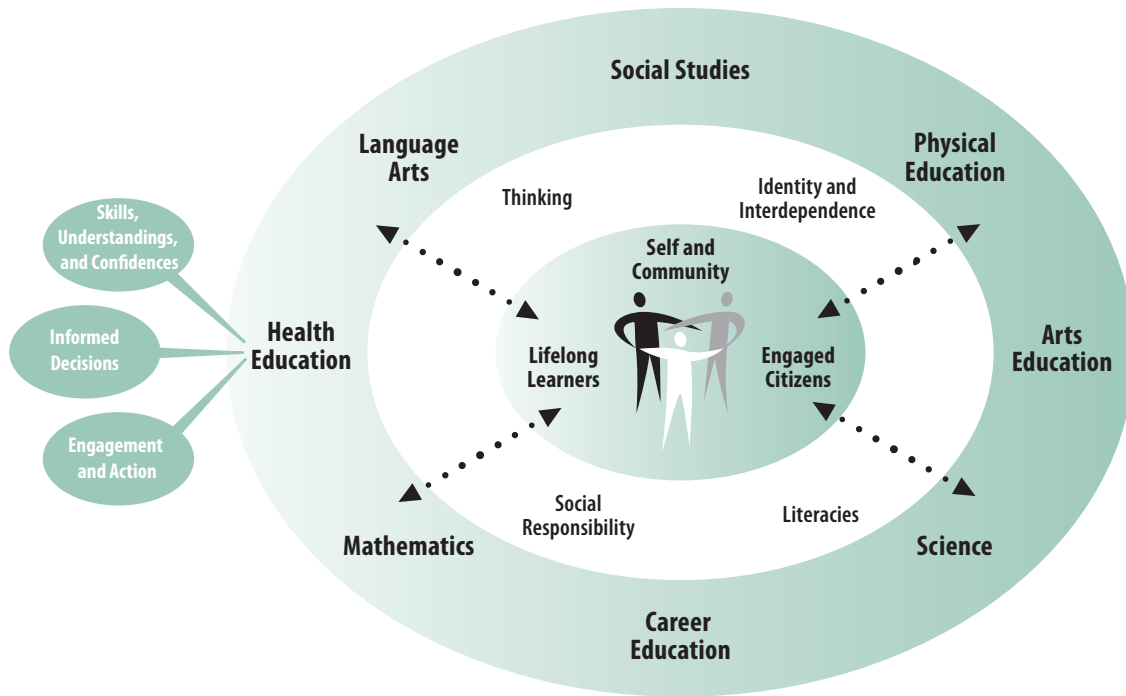 Social Studies
Language
Arts
Physical
Education
Thinking
Identity and
Interdependence
Skills,
Understandings,
and Confidences
Self and
Community
Informed
Decisions
Health
Education
Lifelong
Learners
Engaged
Citizens
Arts
Education
Engagement
and Action
Social
Responsibility
Literacies
Mathematics
Science
Career
Education